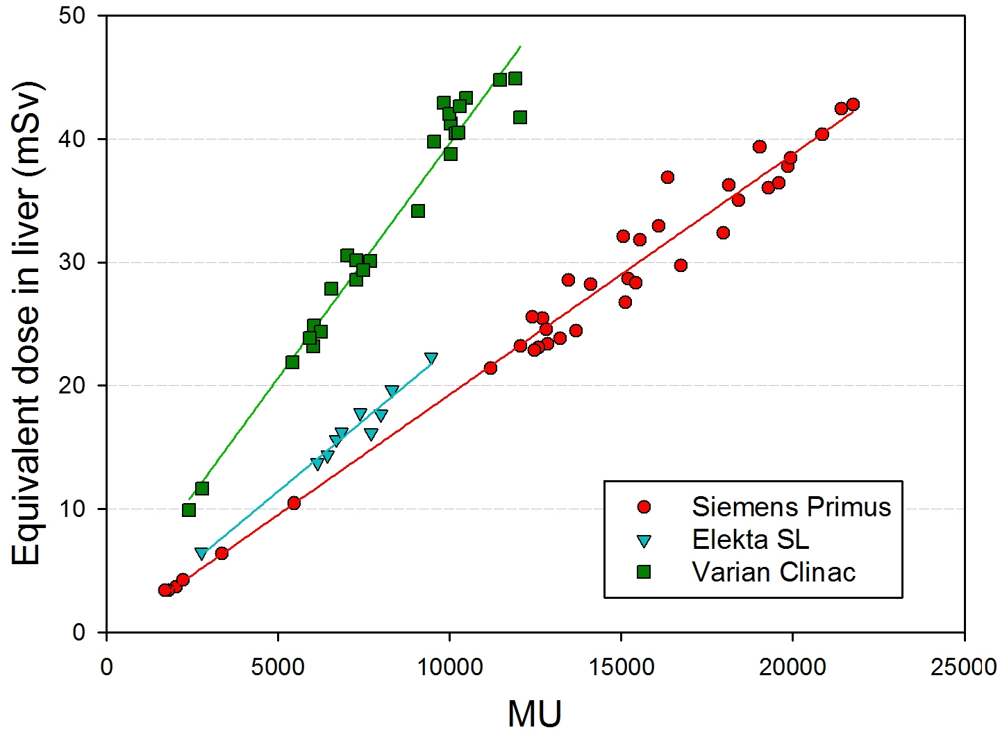 Equivalent dose in liver (mSv)
50
40
30
20
10
0
Siemens Primus
Elekta SL
Varian Clinac
0 5000 10000 15000 20000 25000
MU